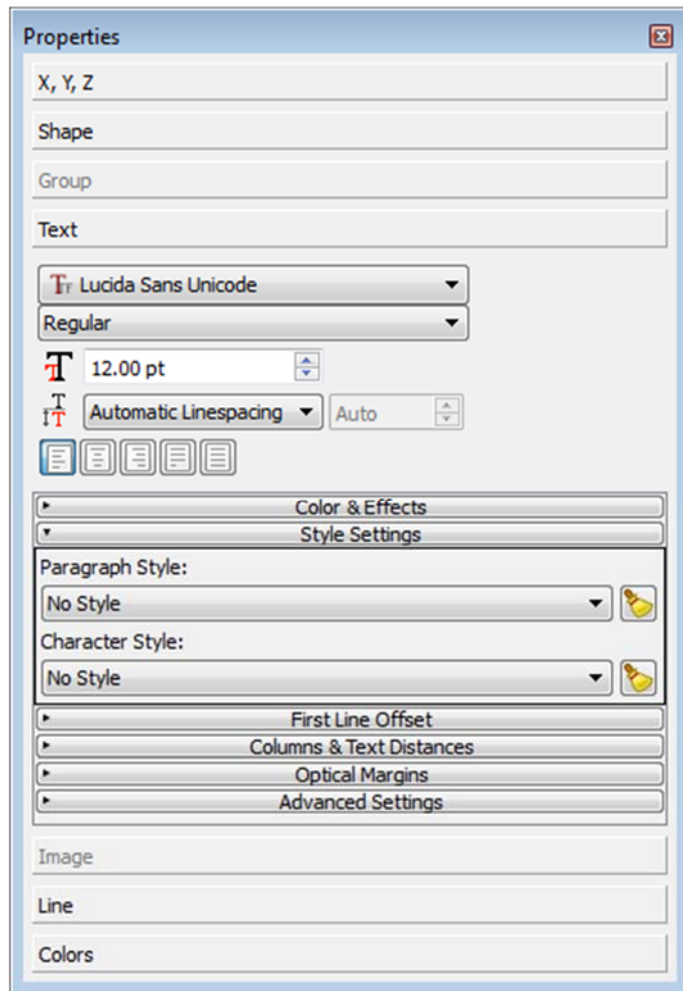 Properties
X, Y, Z
Shape
Group
Text
Lucida Sans Unicode
Regular
12.00 pt
Automatic Linespacing Auto
Color & Effects
Style Settings
Paragraph Style:
No Style
Character Style:
No Style
First Line Offset
Columns & Text Distances
Optical Margins
Advanced Settings
Image
Line
Colors